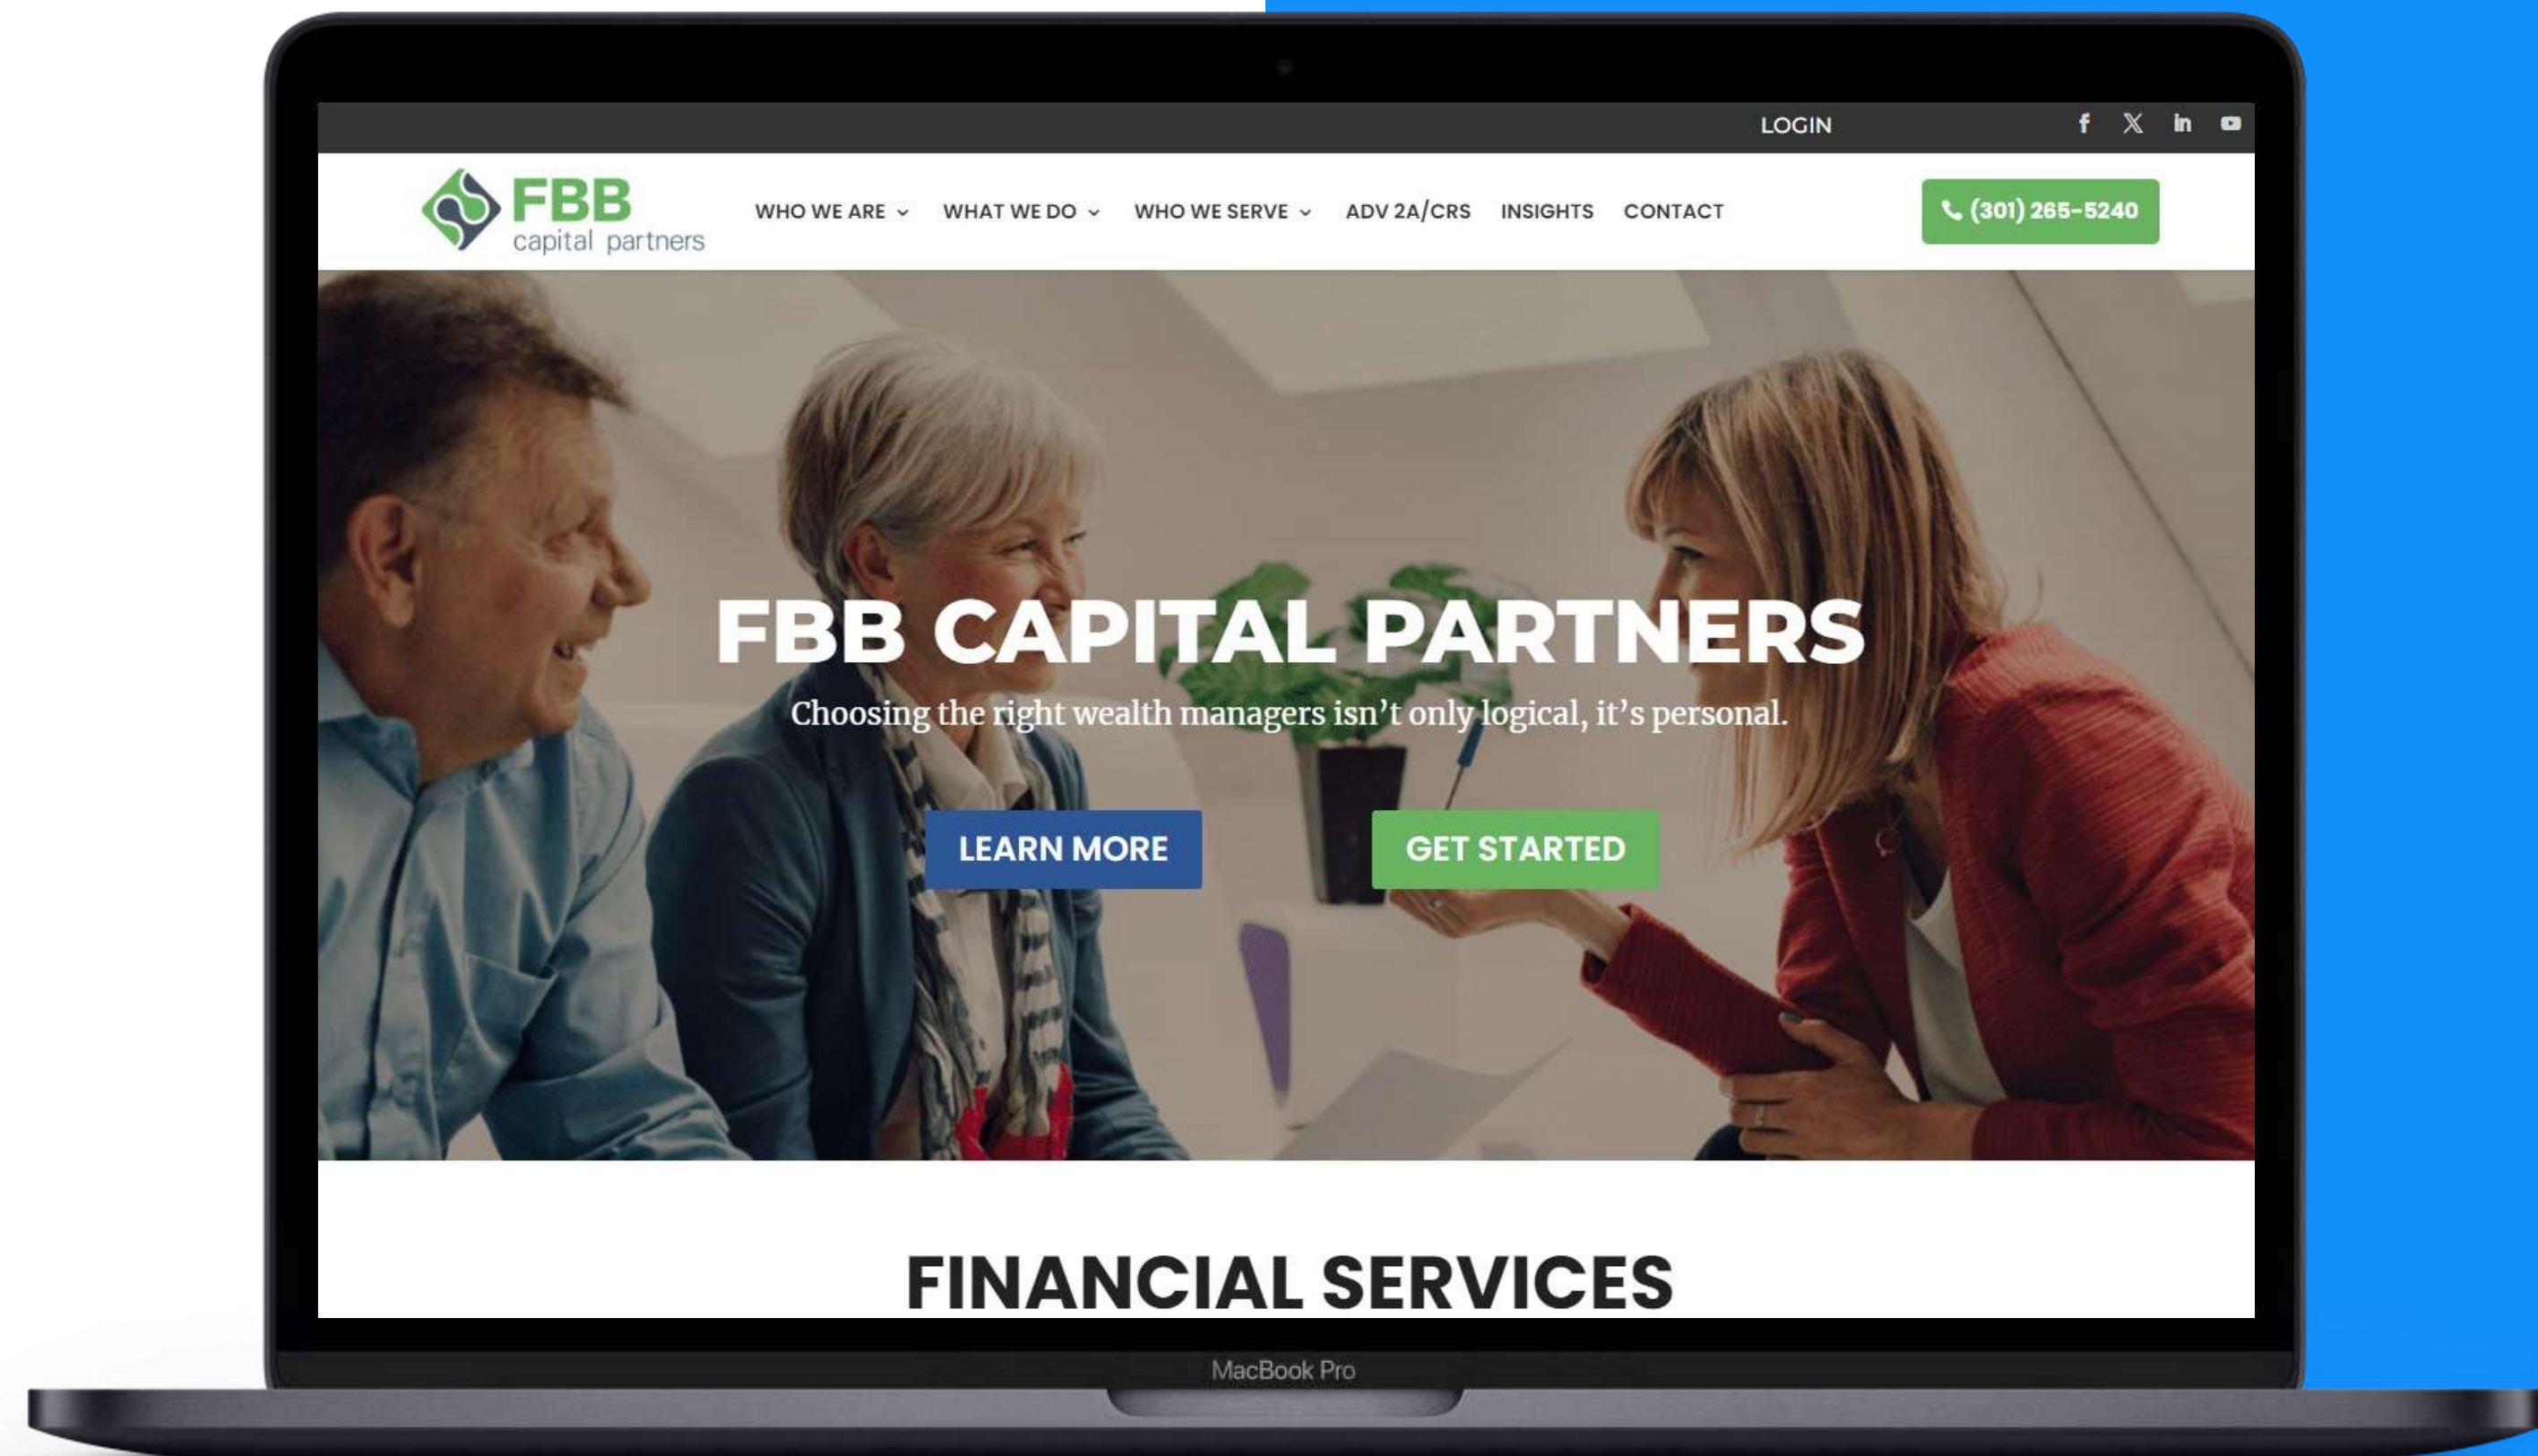 LOGIN
FBB
capital partners
WHO WE ARE
WHAT WE DO
WHO WE SERVE
ADV 2A/CRS
INSIGHTS
CONTACT
(301) 265-5240
FBB CAPITAL PARTNERS
Choosing the right wealth managers isn't only logical, it's personal.
LEARN MORE
GET STARTED
FINANCIAL SERVICES
MacBook Pro